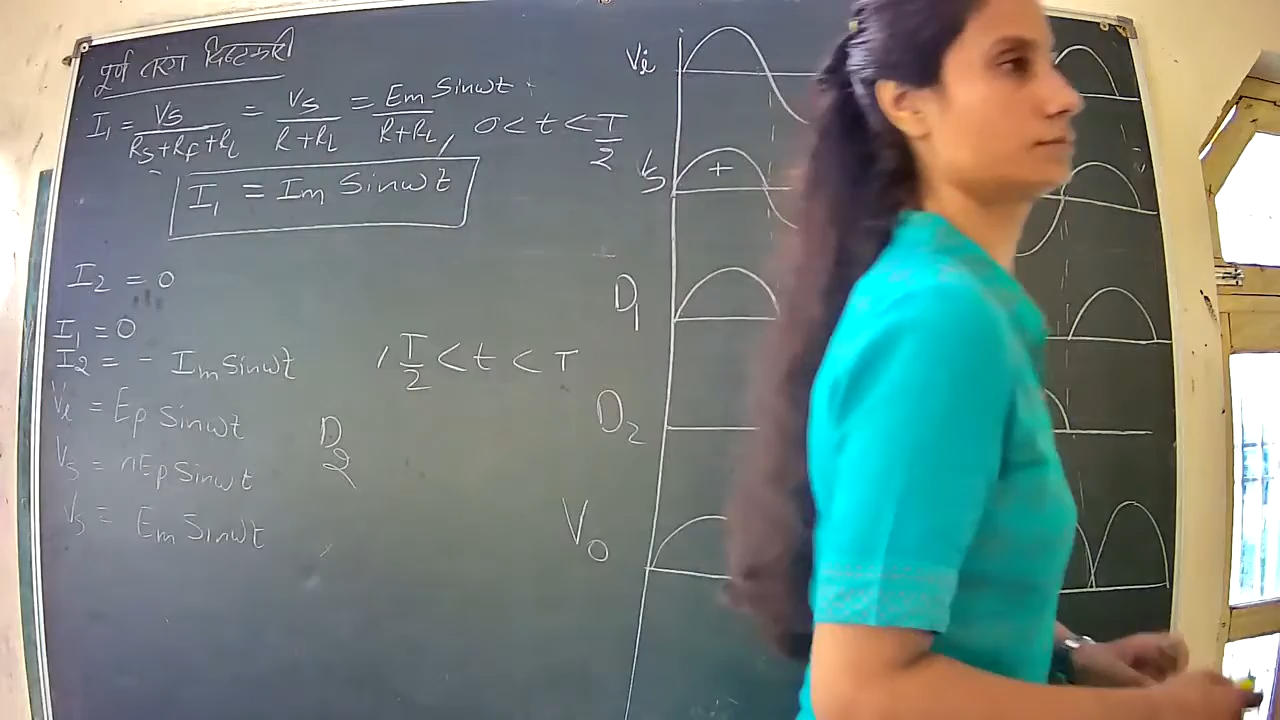 पूर्ण तरंग दिष्टकारी
I₁ = Vs/(Rs+Rf+RL) = Vs/(R+RL) = Em Sinωt/(R+RL), 0<t<T/2
I₁ = Im Sinωt
I₂ = 0
I₁ = 0
I₂ = - Im sinωt , T/2 < t < T
Vi = Ep Sinωt
Vs = nEp Sinωt
Vs = Em Sinωt
D2
Vi
Vs
+
D₁
D₂
Vo